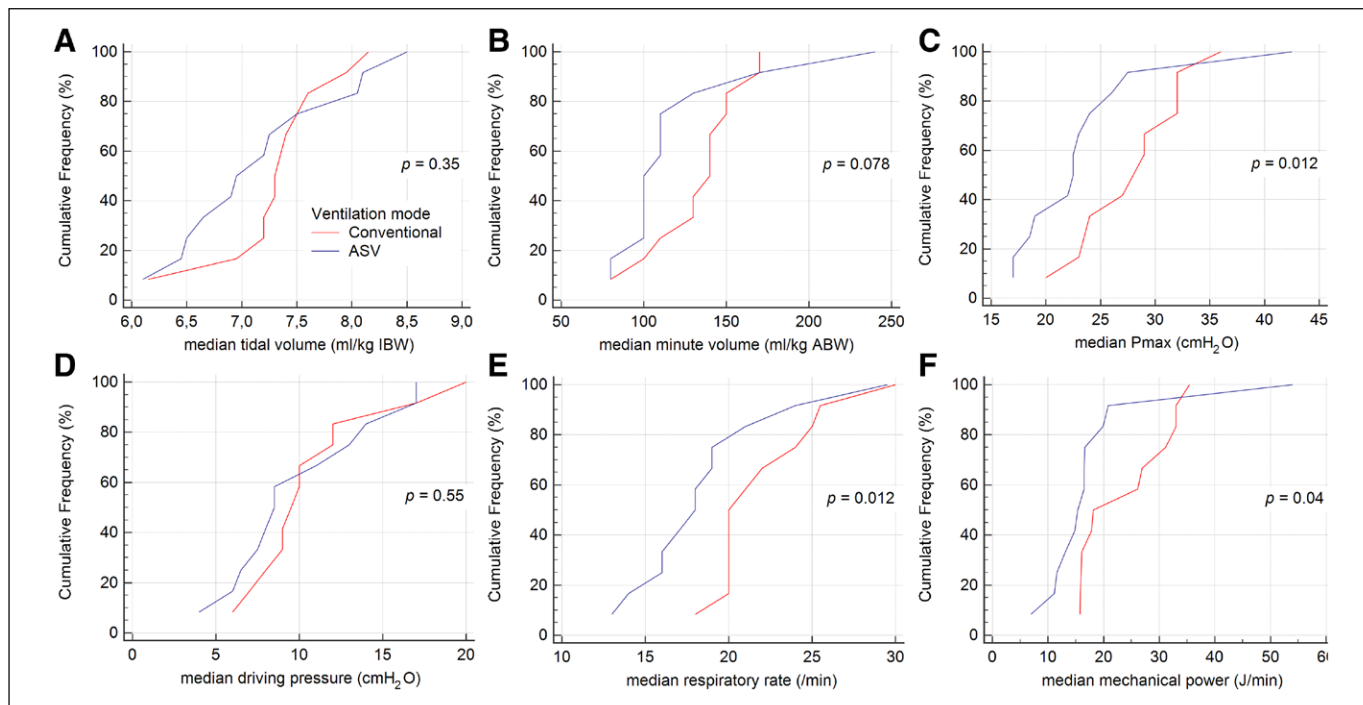 A
Cumulative Frequency (%)
100
80
60
40
20
0
p = 0.35
Ventilation mode
Conventional
ASV
6,0 6,5 7,0 7,5 8,0 8,5 9,0
median tidal volume (ml/kg IBW)
B
Cumulative Frequency (%)
100
80
60
40
20
0
p = 0.078
50 100 150 200 250
median minute volume (ml/kg ABW)
C
Cumulative Frequency (%)
100
80
60
40
20
0
p = 0.012
15 20 25 30 35 40 45
median Pmax (cmH2O)
D
Cumulative Frequency (%)
100
80
60
40
20
0
p = 0.55
0 5 10 15 20
median driving pressure (cmH2O)
E
Cumulative Frequency (%)
100
80
60
40
20
0
p = 0.012
10 15 20 25 30
median respiratory rate (/min)
F
Cumulative Frequency (%)
100
80
60
40
20
0
p = 0.04
0 10 20 30 40 50 60
median mechanical power (J/min)